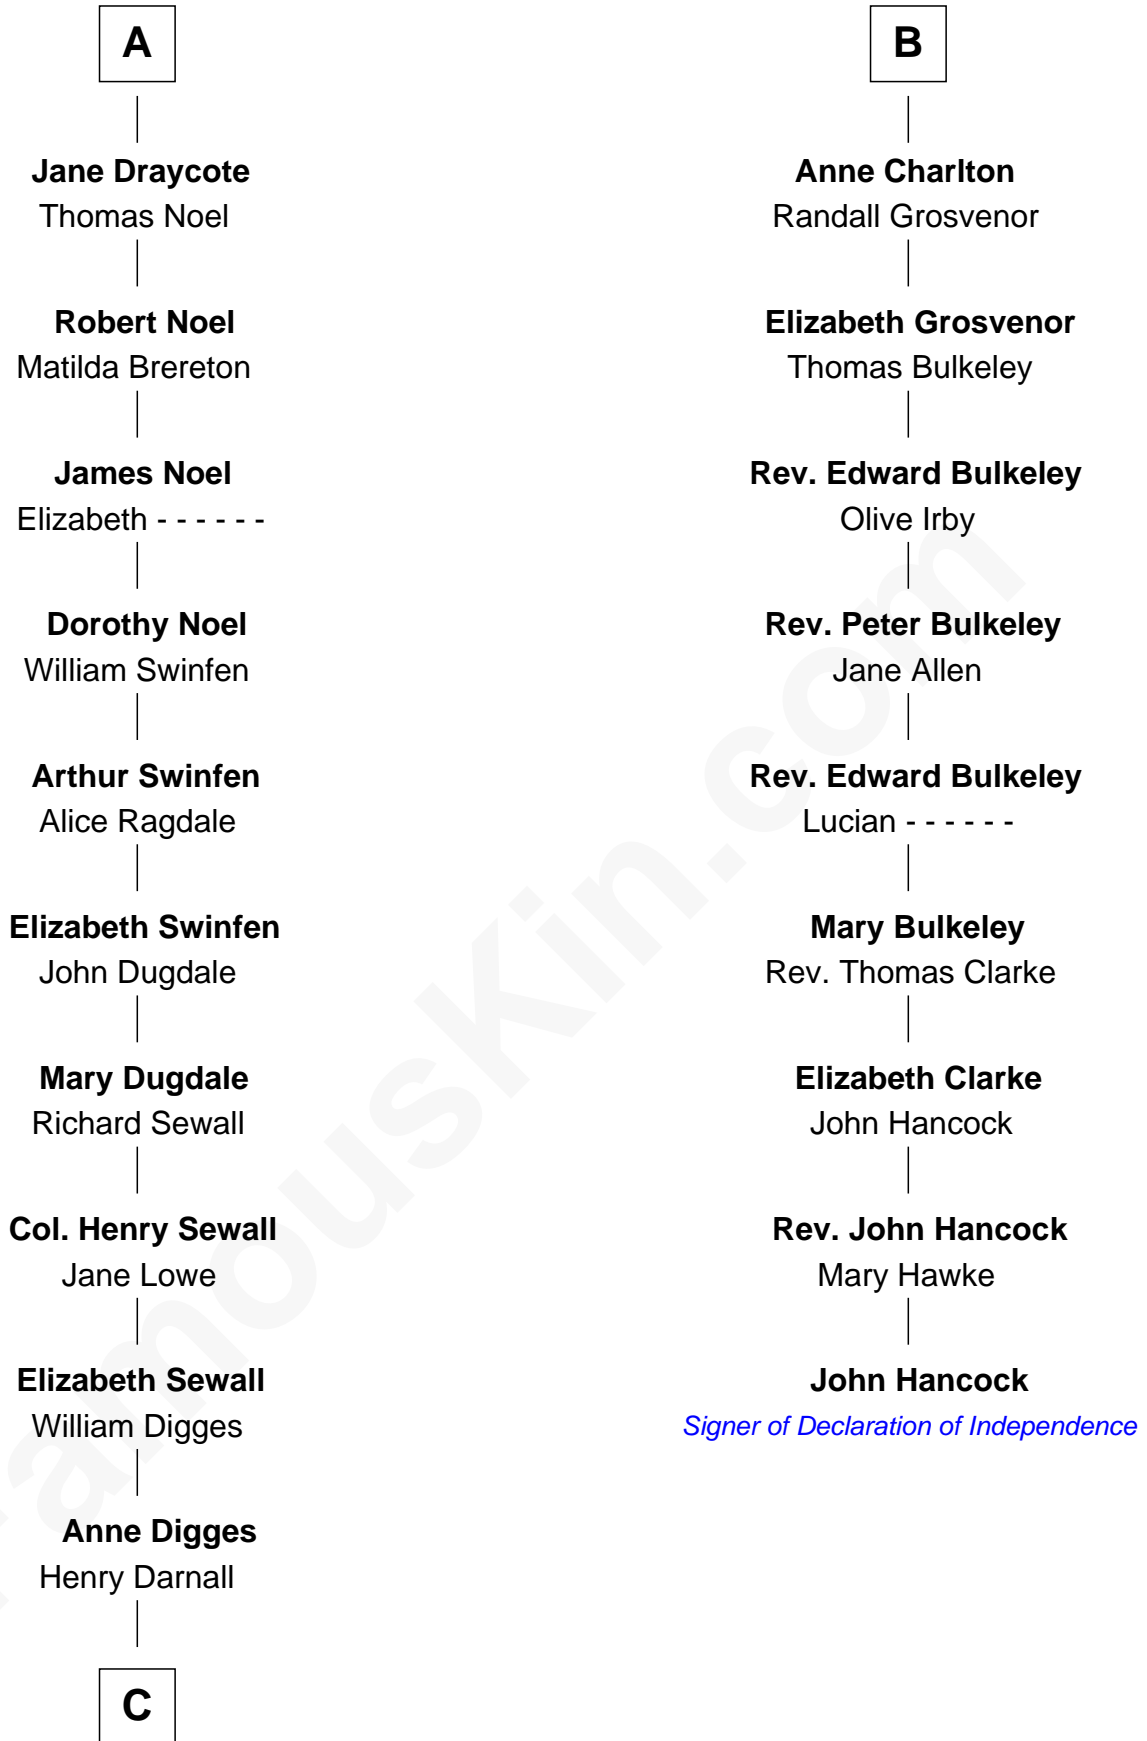 A
Jane Draycote
Thomas Noel
Robert Noel
Matilda Brereton
James Noel
Elizabeth - - - - - -
Dorothy Noel
William Swinfen
Arthur Swinfen
Alice Ragdale
Elizabeth Swinfen
John Dugdale
Mary Dugdale
Richard Sewall
Col. Henry Sewall
Jane Lowe
Elizabeth Sewall
William Digges
Anne Digges
Henry Darnall
C
B
Anne Charlton
Randall Grosvenor
Elizabeth Grosvenor
Thomas Bulkeley
Rev. Edward Bulkeley
Olive Irby
Rev. Peter Bulkeley
Jane Allen
Rev. Edward Bulkeley
Lucian - - - - - -
Mary Bulkeley
Rev. Thomas Clarke
Elizabeth Clarke
John Hancock
Rev. John Hancock
Mary Hawke
John Hancock
Signer of Declaration of Independence
FamousKin.com